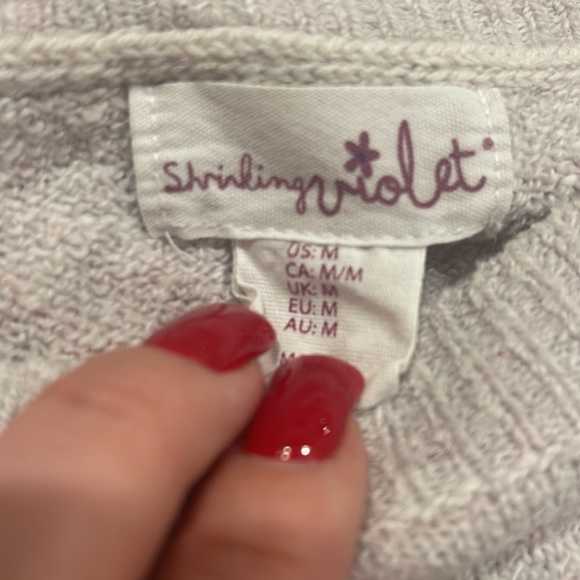 Shrinking violet
US: M
CA: M/M
UK: M
EU: M
AU: M